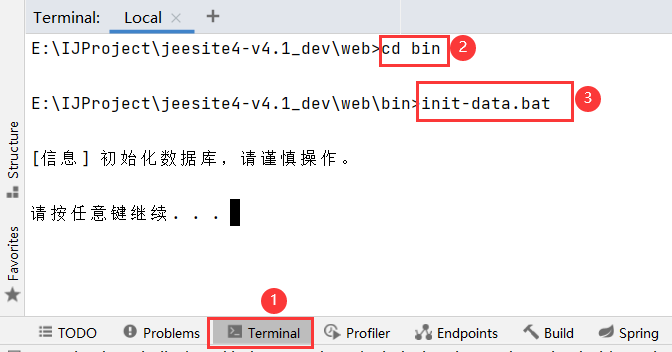 Terminal: Local × +
E:\IJProject\jeesite4-v4.1_dev\web>cd bin 2
E:\IJProject\jeesite4-v4.1_dev\web\bin>init-data.bat 3
[信息] 初始化数据库，请谨慎操作。
请按任意键继续. . .
Structure
Favorites
1
TODO Problems Terminal Profiler Endpoints Build Spring